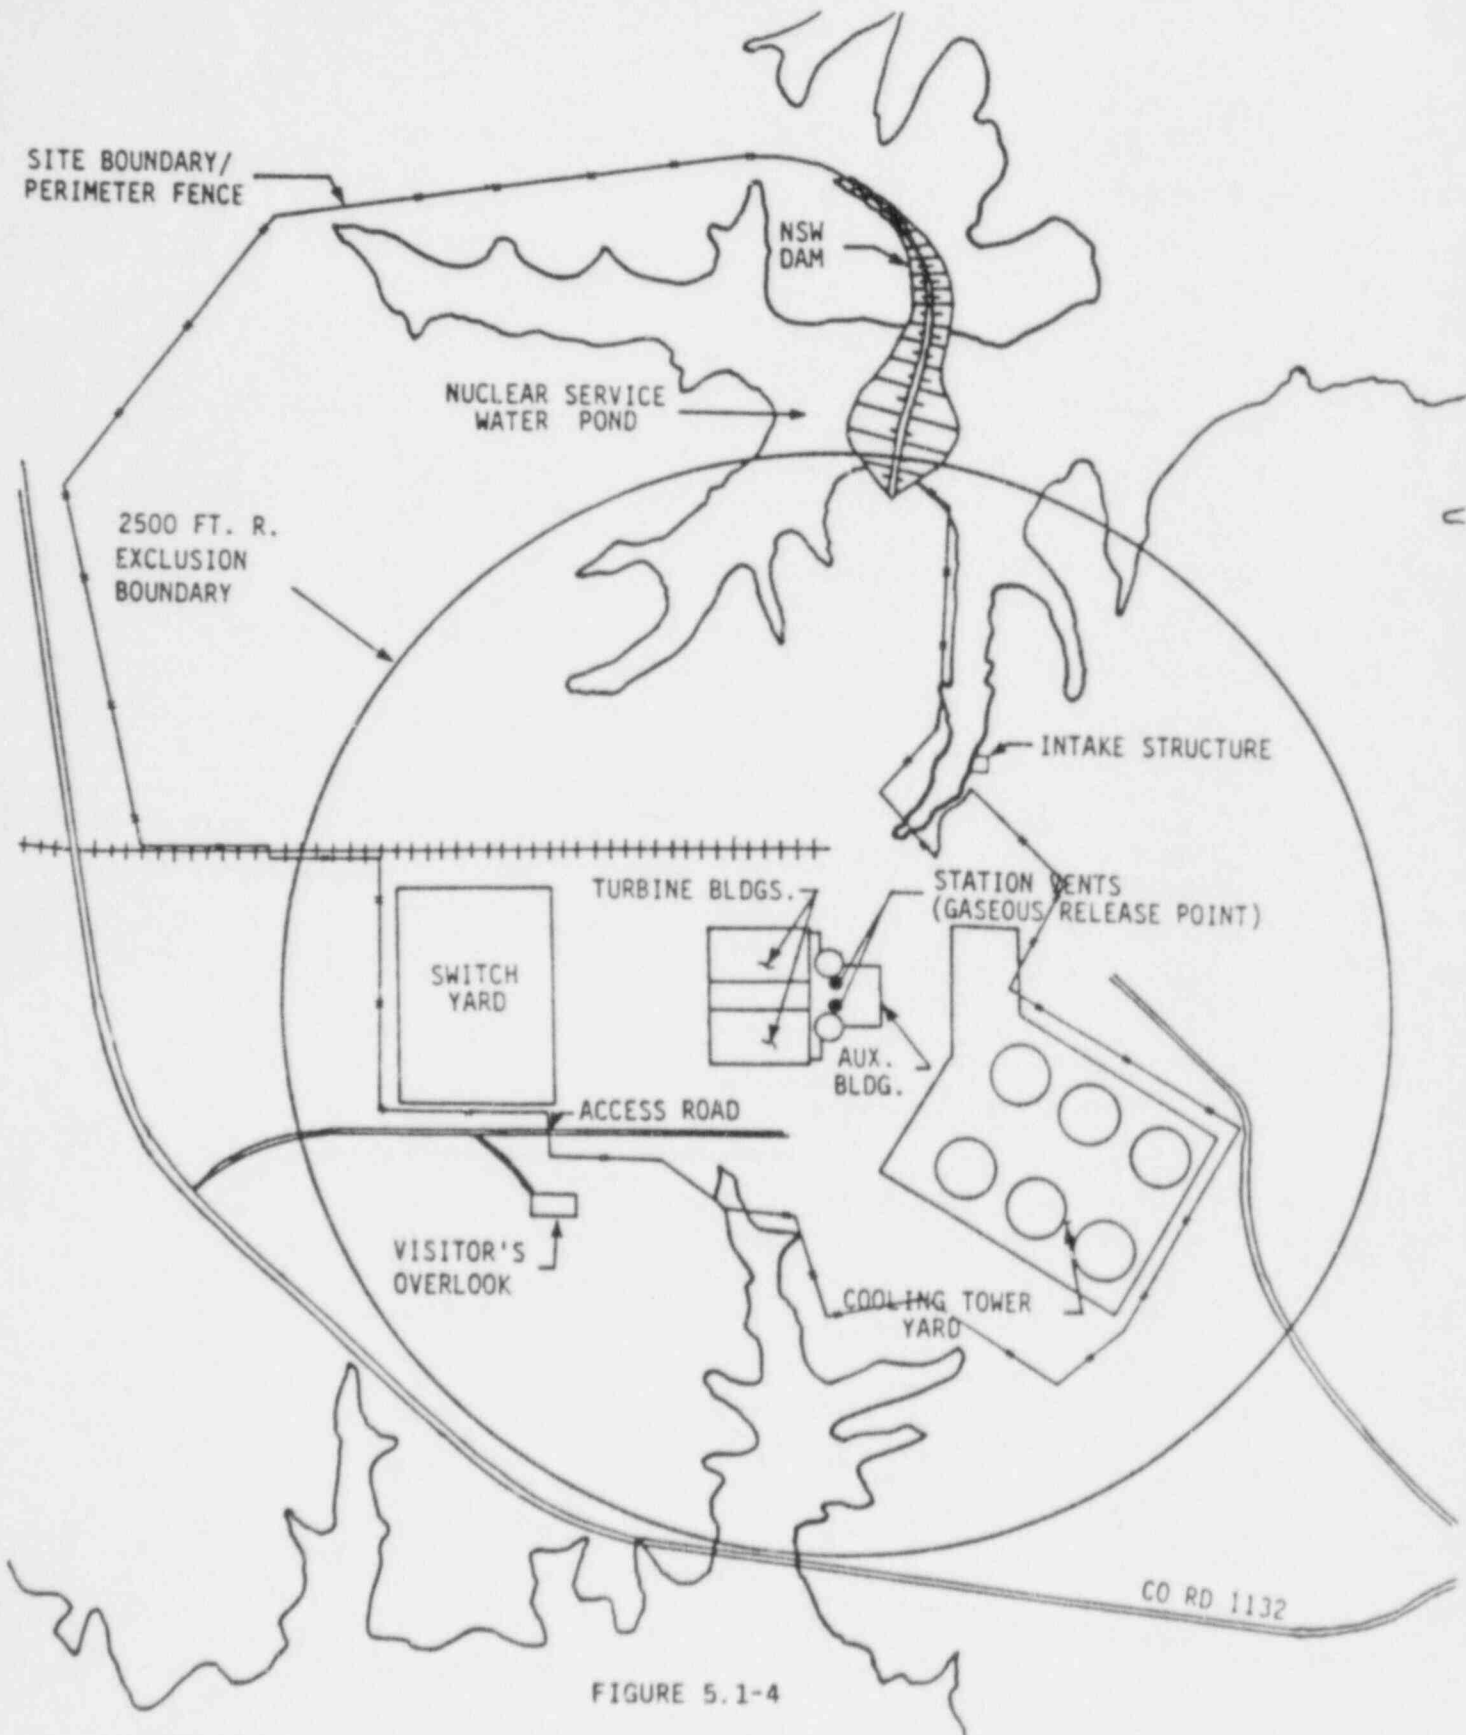 SITE BOUNDARY/
PERIMETER FENCE
NSW
DAM
NUCLEAR SERVICE
WATER POND
2500 FT. R.
EXCLUSION
BOUNDARY
INTAKE STRUCTURE
TURBINE BLDGS.
STATION VENTS
(GASEOUS RELEASE POINT)
SWITCH
YARD
AUX.
BLDG.
ACCESS ROAD
VISITOR'S
OVERLOOK
COOLING TOWER
YARD
CO RD 1132
FIGURE 5.1-4